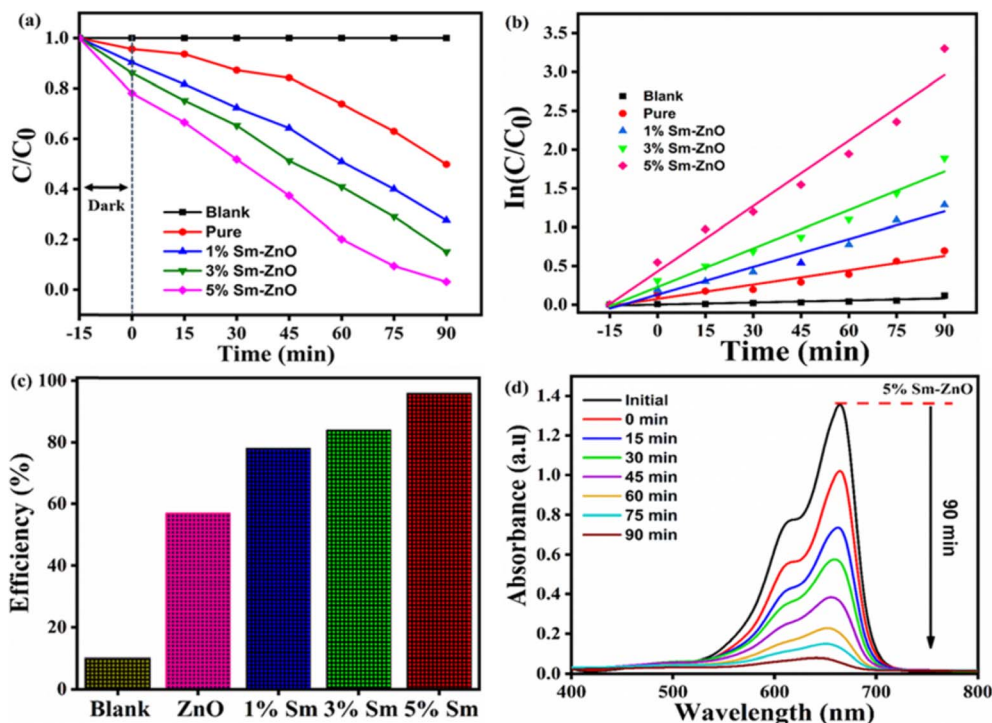 (a)
1.0
0.8
0.6
0.4
0.2
0.0
C/C0
Dark
Blank
Pure
1% Sm-ZnO
3% Sm-ZnO
5% Sm-ZnO
-15 0 15 30 45 60 75 90
Time (min)
(b)
3.5
3.0
2.5
2.0
1.5
1.0
0.5
0.0
In(C/C0)
Blank
Pure
1% Sm-ZnO
3% Sm-ZnO
5% Sm-ZnO
-15 0 15 30 45 60 75 90
Time (min)
(c)
100
80
60
40
20
0
Efficiency (%)
Blank ZnO 1% Sm 3% Sm 5% Sm
(d)
1.4
1.2
1.0
0.8
0.6
0.4
0.2
0.0
Absorbance (a.u)
Initial
0 min
15 min
30 min
45 min
60 min
75 min
90 min
5% Sm-ZnO
90 min
400 500 600 700 800
Wavelength (nm)